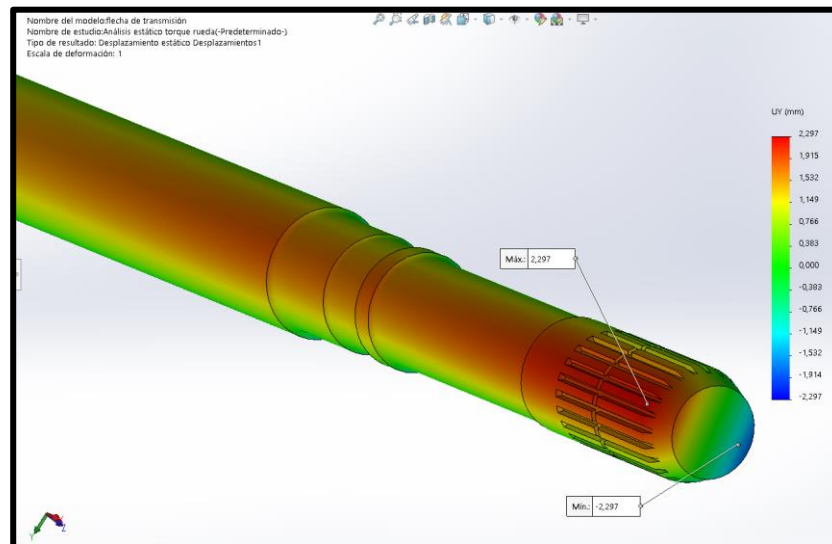 Nombre del modelo:flecha de transmisión
Nombre de estudio:Análisis estático torque rueda(-Predeterminado-)
Tipo de resultado: Desplazamiento estático Desplazamientos1
Escala de deformación: 1
UY (mm)
2,297
1,915
1,532
1,149
0,766
0,383
0,000
-0,383
-0,766
-1,149
-1,532
-1,914
-2,297
Máx.: 2,297
Mín.: -2,297
Y
Z